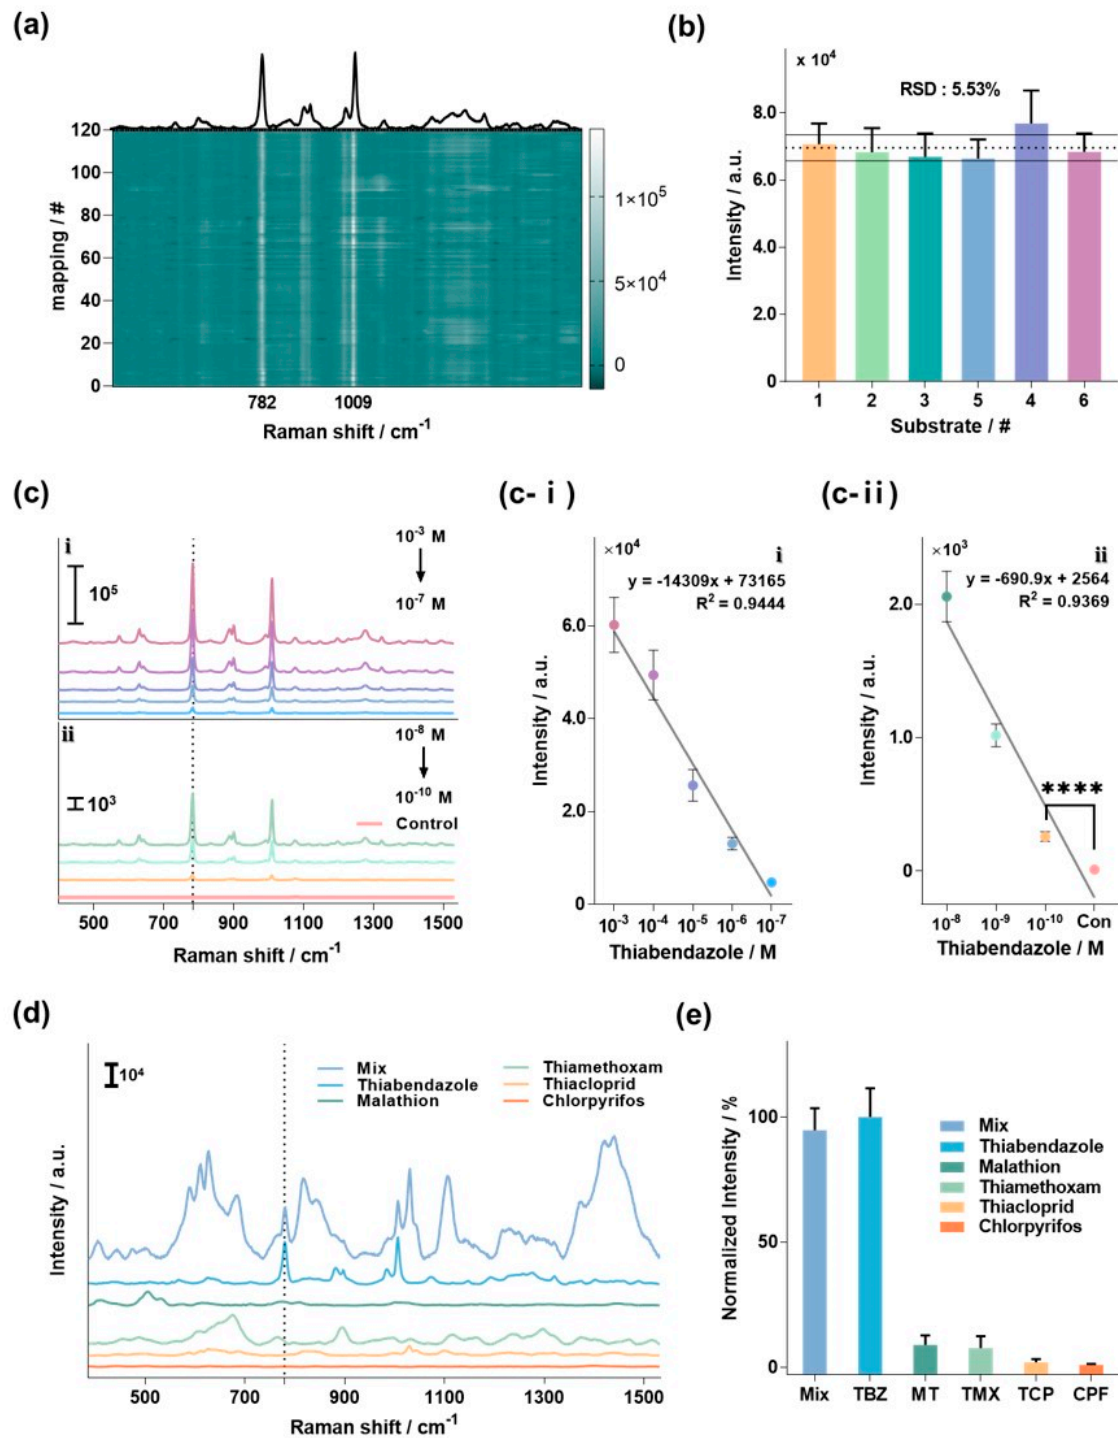 (a)
120
100
80
60
40
20
0
mapping / #
1×10⁵
5×10⁴
0
782 1009
Raman shift / cm⁻¹
(b)
x 10⁴
RSD : 5.53%
8.0
6.0
4.0
2.0
0
Intensity / a.u.
1 2 3 5 4 6
Substrate / #
(c)
i
10⁵
10⁻³ M
10⁻⁷ M
ii
10³
10⁻⁸ M
10⁻¹⁰ M
Control
500 700 900 1100 1300 1500
Raman shift / cm⁻¹
(c- i )
×10⁴
i
y = -14309x + 73165
R² = 0.9444
6.0
4.0
2.0
0
Intensity / a.u.
10⁻³ 10⁻⁴ 10⁻⁵ 10⁻⁶ 10⁻⁷
Thiabendazole / M
(c-ii)
×10³
ii
y = -690.9x + 2564
R² = 0.9369
2.0
1.0
0
Intensity / a.u.
****
10⁻⁸ 10⁻⁹ 10⁻¹⁰ Con
Thiabendazole / M
(d)
10⁴
Mix
Thiabendazole
Malathion
Thiamethoxam
Thiacloprid
Chlorpyrifos
Intensity / a.u.
500 700 900 1100 1300 1500
Raman shift / cm⁻¹
(e)
Normalized Intensity / %
100
50
0
Mix
Thiabendazole
Malathion
Thiamethoxam
Thiacloprid
Chlorpyrifos
Mix TBZ MT TMX TCP CPF